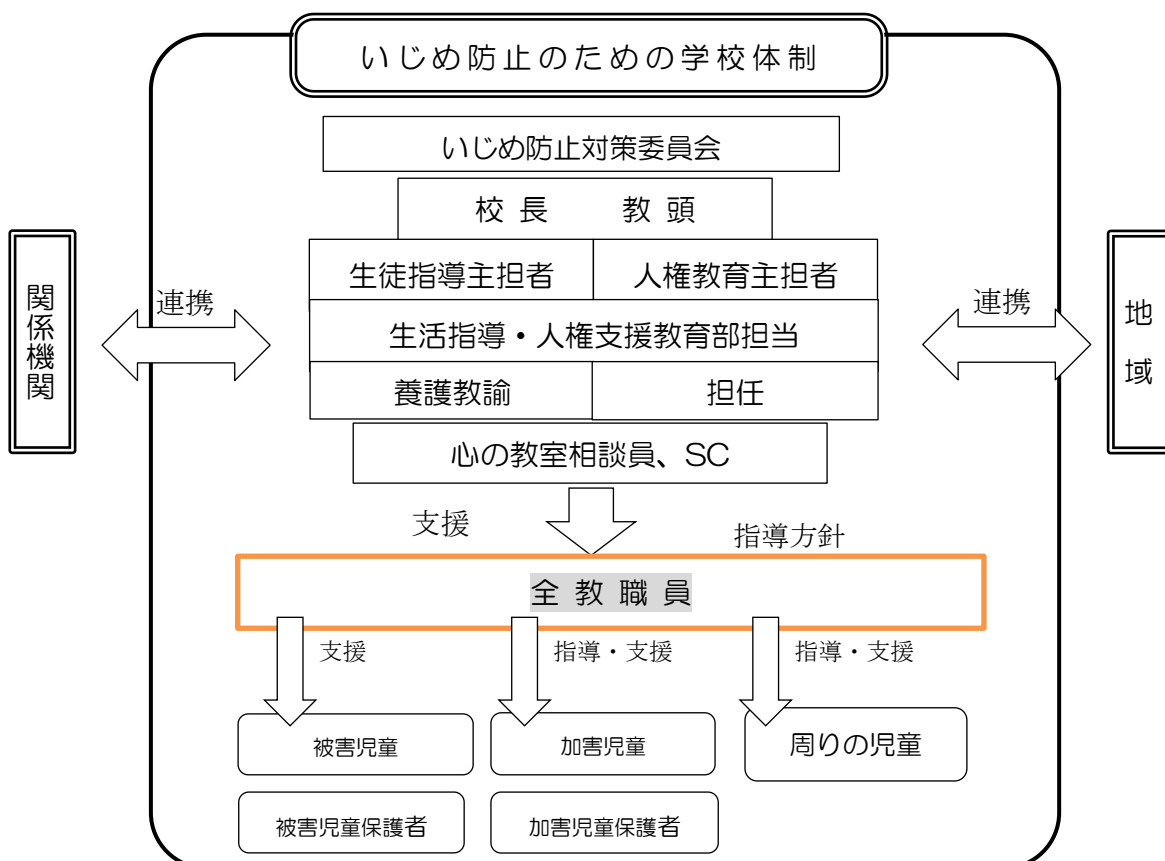 いじめ防止のための学校体制
いじめ防止対策委員会
校長 教頭
生徒指導主担者 人権教育主担者
生活指導・人権支援教育部担当
養護教諭 担任
心の教室相談員、SC
関係機関
連携
連携
地域
支援 指導方針
全教職員
支援 指導・支援 指導・支援
被害児童 加害児童 周りの児童
被害児童保護者 加害児童保護者